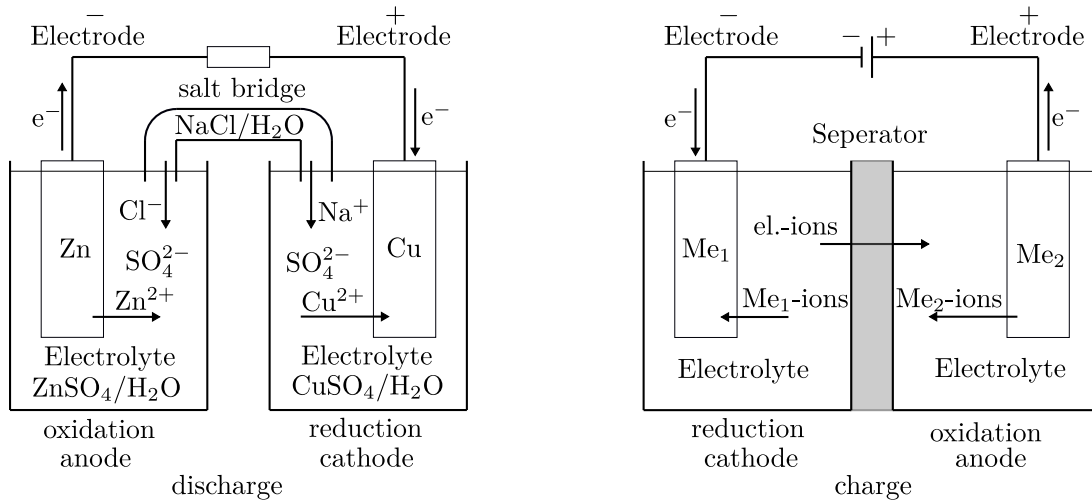 −
Electrode
+
Electrode
salt bridge
NaCl/H₂O
e⁻
e⁻
Cl⁻
Na⁺
Zn
SO₄²⁻
SO₄²⁻
Cu
Zn²⁺
Cu²⁺
Electrolyte
ZnSO₄/H₂O
Electrolyte
CuSO₄/H₂O
oxidation
anode
reduction
cathode
discharge
−
Electrode
− +
+
Electrode
e⁻
e⁻
Seperator
el.-ions
Me₁
Me₂
Me₁-ions
Me₂-ions
Electrolyte
Electrolyte
reduction
cathode
oxidation
anode
charge